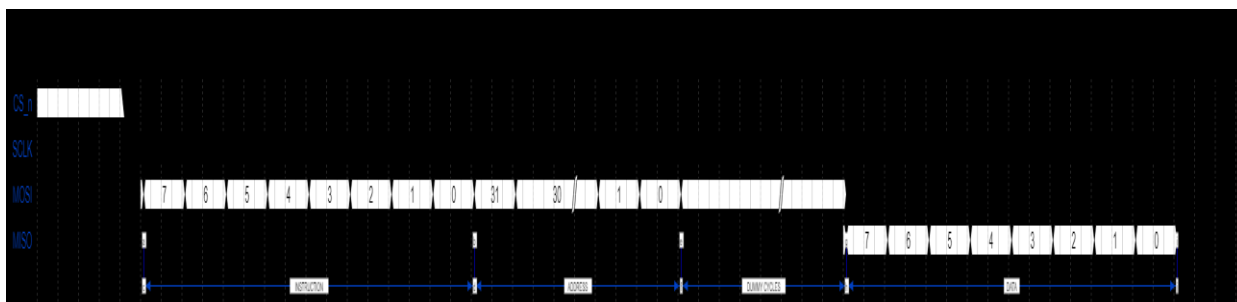 CS_n
SCLK
MOSI 7 6 5 4 3 2 1 0 31 30 1 0
MISO 7 6 5 4 3 2 1 0
INSTRUCTION ADDRESS DUMMY CYCLES DATA